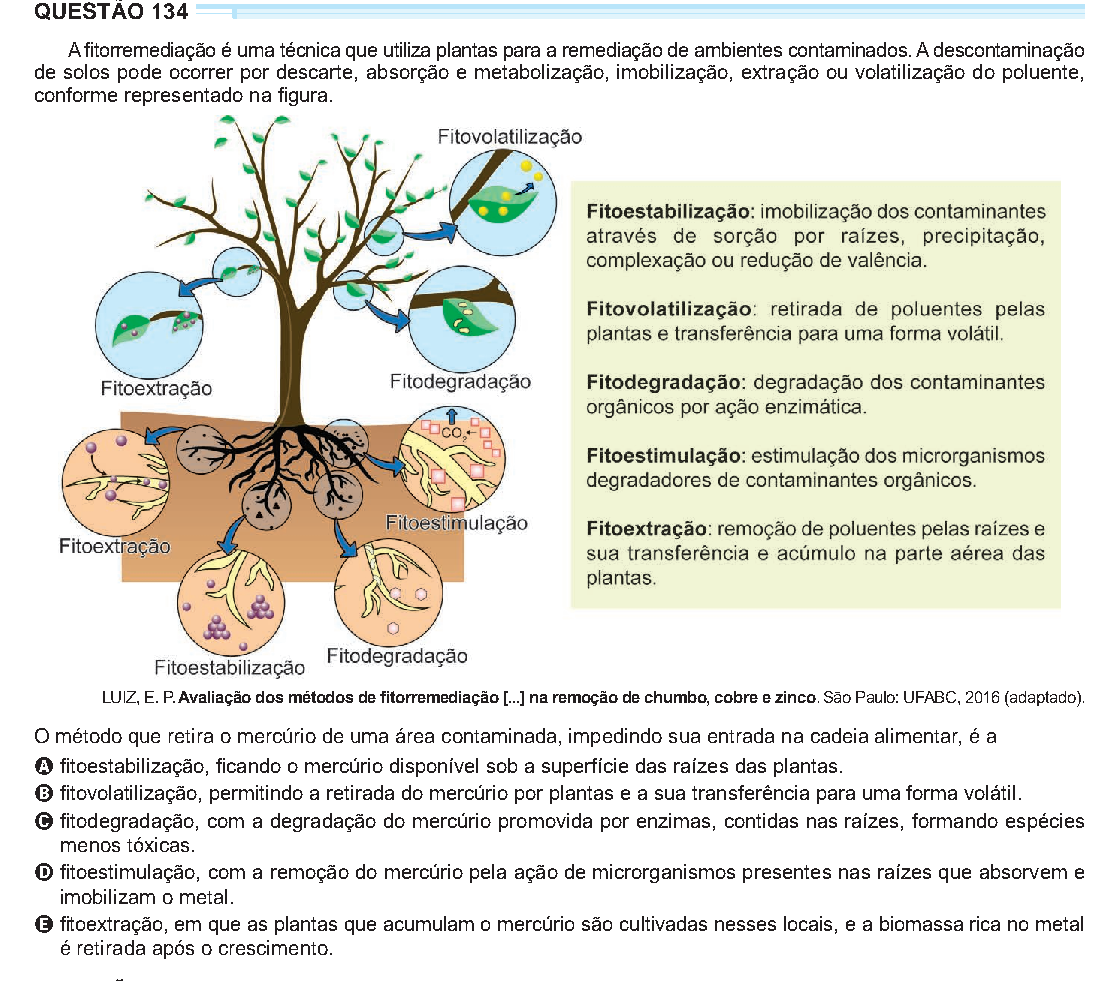 QUESTÃO 134
A fitorremediação é uma técnica que utiliza plantas para a remediação de ambientes contaminados. A descontaminação
de solos pode ocorrer por descarte, absorção e metabolização, imobilização, extração ou volatilização do poluente,
conforme representado na figura.
Fitovolatilização
Fitoextração
Fitodegradação
CO₂
Fitoextração
Fitoestimulação
Fitoestabilização
Fitodegradação
Fitoestabilização: imobilização dos contaminantes
através de sorção por raízes, precipitação,
complexação ou redução de valência.
Fitovolatilização: retirada de poluentes pelas
plantas e transferência para uma forma volátil.
Fitodegradação: degradação dos contaminantes
orgânicos por ação enzimática.
Fitoestimulação: estimulação dos microrganismos
degradadores de contaminantes orgânicos.
Fitoextração: remoção de poluentes pelas raízes e
sua transferência e acúmulo na parte aérea das
plantas.
LUIZ, E. P. Avaliação dos métodos de fitorremediação [...] na remoção de chumbo, cobre e zinco. São Paulo: UFABC, 2016 (adaptado).
O método que retira o mercúrio de uma área contaminada, impedindo sua entrada na cadeia alimentar, é a
A fitoestabilização, ficando o mercúrio disponível sob a superfície das raízes das plantas.
B fitovolatilização, permitindo a retirada do mercúrio por plantas e a sua transferência para uma forma volátil.
C fitodegradação, com a degradação do mercúrio promovida por enzimas, contidas nas raízes, formando espécies
menos tóxicas.
D fitoestimulação, com a remoção do mercúrio pela ação de microrganismos presentes nas raízes que absorvem e
imobilizam o metal.
E fitoextração, em que as plantas que acumulam o mercúrio são cultivadas nesses locais, e a biomassa rica no metal
é retirada após o crescimento.